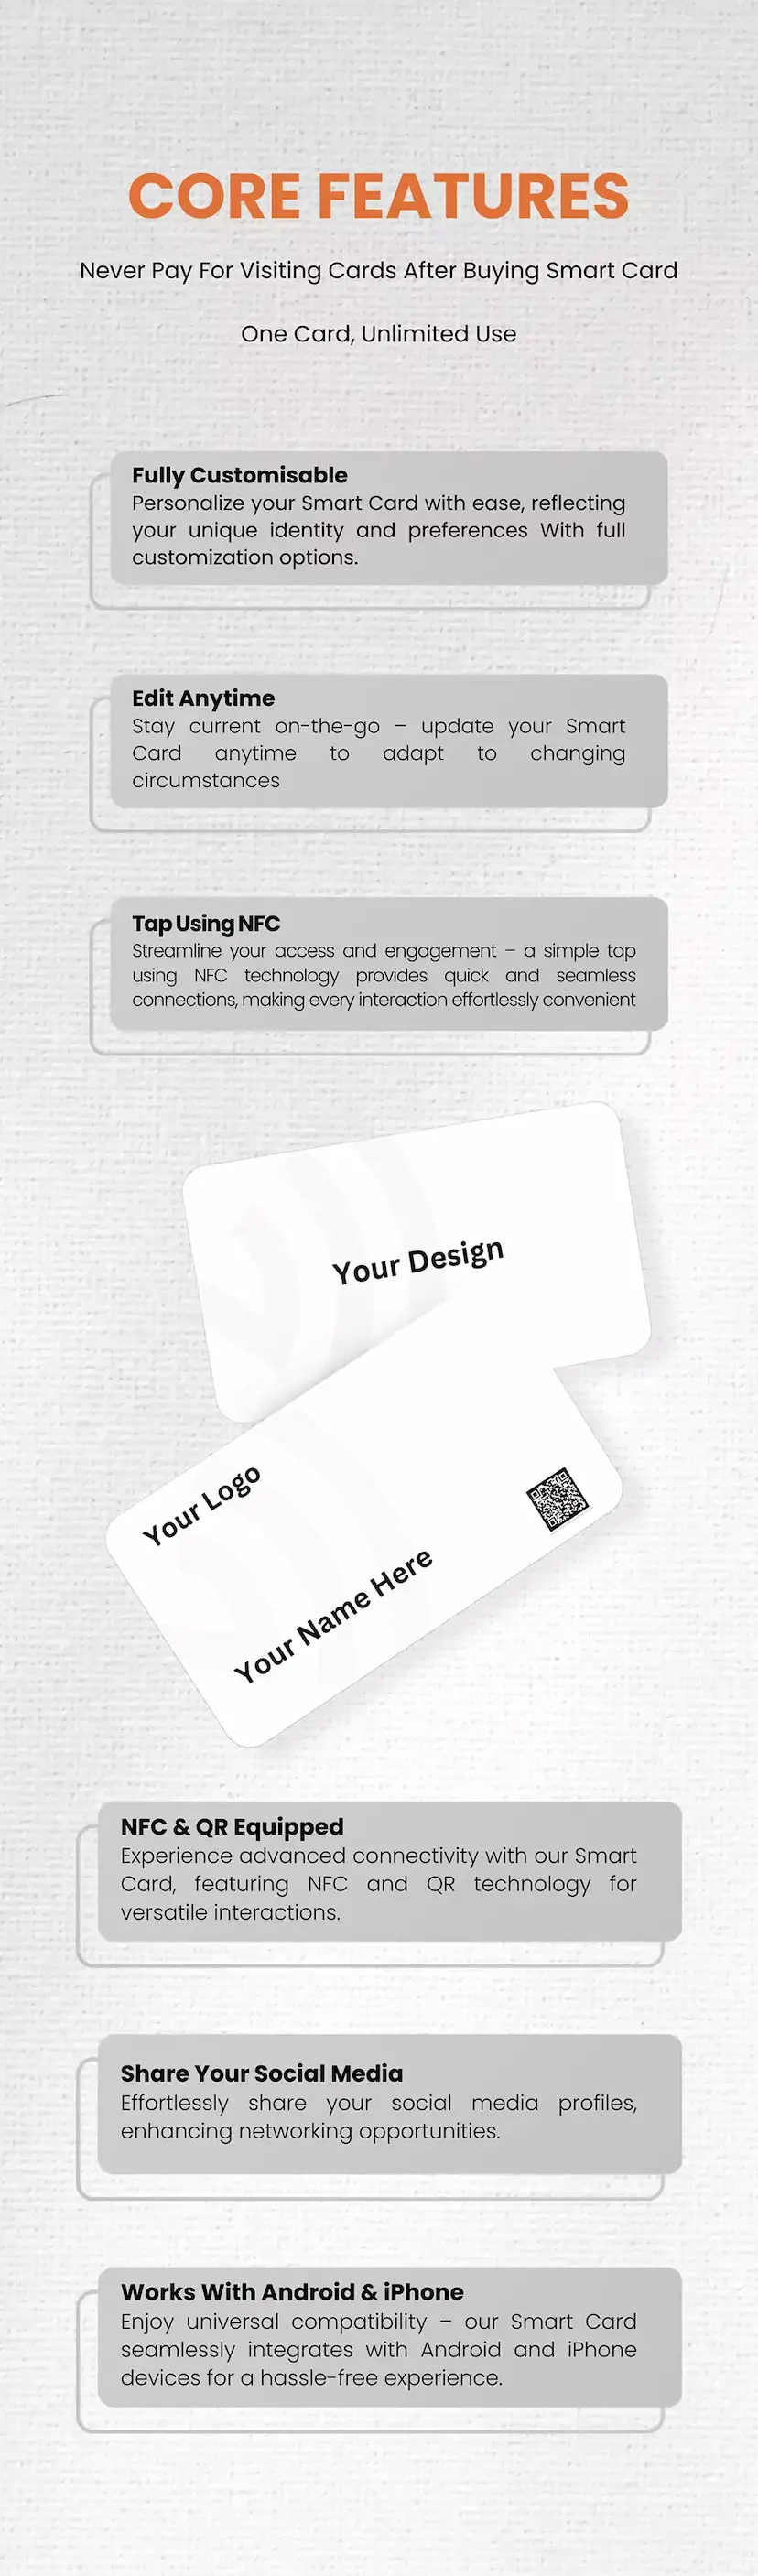 CORE FEATURES
Never Pay For Visiting Cards After Buying Smart Card
One Card, Unlimited Use
Fully Customisable
Personalize your Smart Card with ease, reflecting
your unique identity and preferences With full
customization options.
Edit Anytime
Stay current on-the-go – update your Smart
Card anytime to adapt to changing
circumstances
Tap Using NFC
Streamline your access and engagement – a simple tap
using NFC technology provides quick and seamless
connections, making every interaction effortlessly convenient
Your Design
Your Logo
Your Name Here
NFC & QR Equipped
Experience advanced connectivity with our Smart
Card, featuring NFC and QR technology for
versatile interactions.
Share Your Social Media
Effortlessly share your social media profiles,
enhancing networking opportunities.
Works With Android & iPhone
Enjoy universal compatibility – our Smart Card
seamlessly integrates with Android and iPhone
devices for a hassle-free experience.